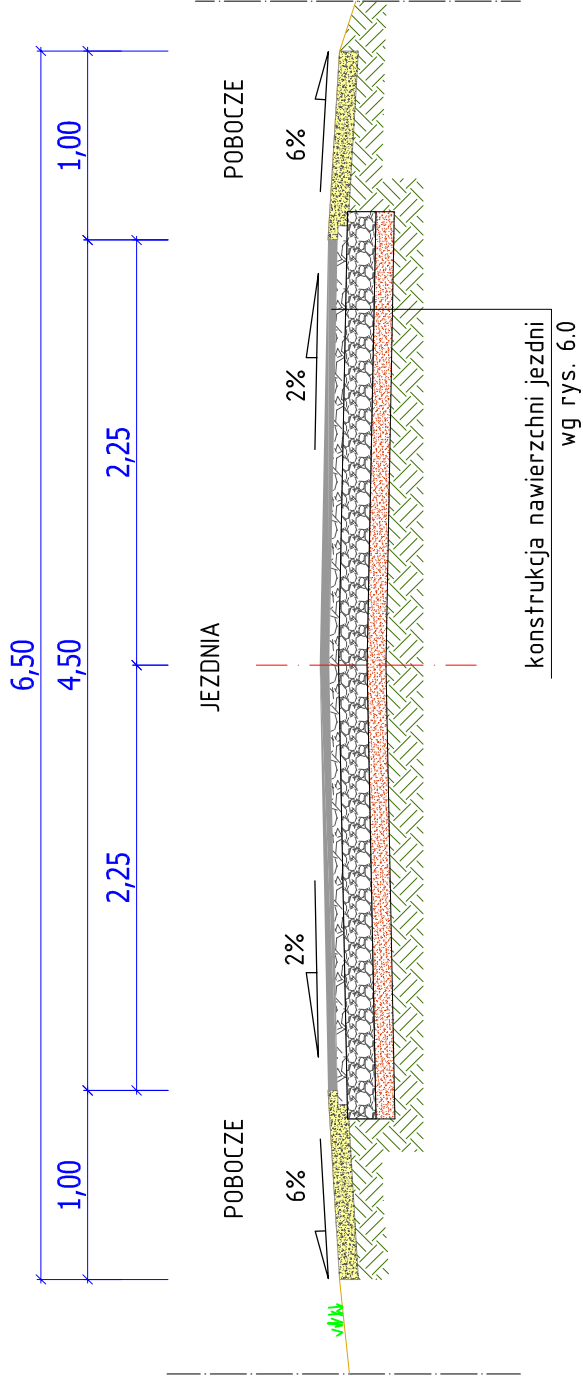 6,50
1,00
4,50
1,00
2,25
2,25
POBOCZE
JEZDNIA
POBOCZE
6%
2%
2%
6%
konstrukcja nawierzchni jezdni
wg rys. 6.0